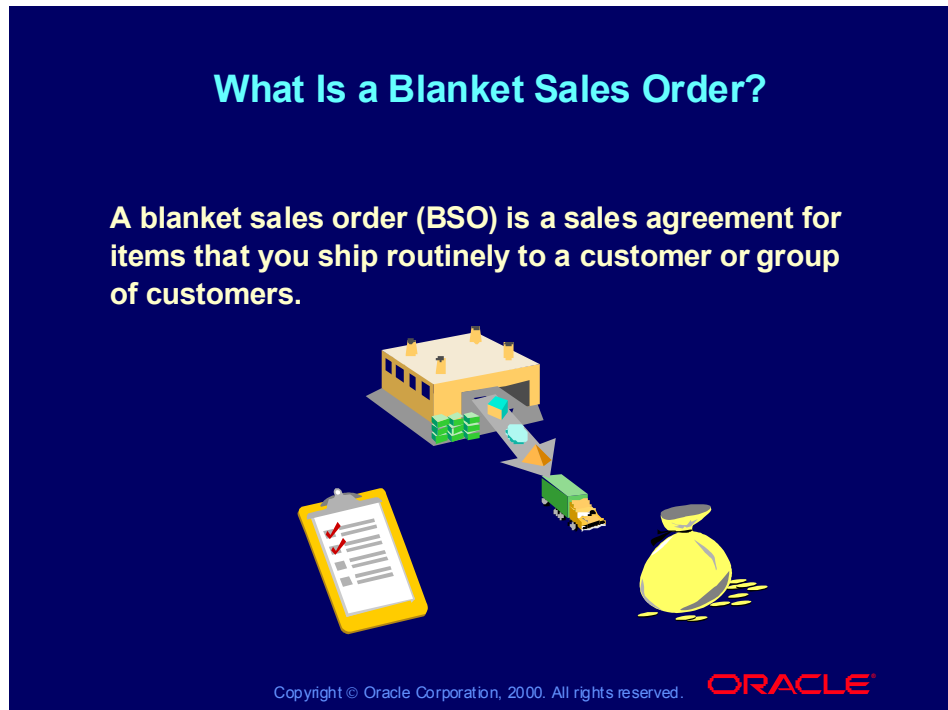 What Is a Blanket Sales Order?
A blanket sales order (BSO) is a sales agreement for
items that you ship routinely to a customer or group
of customers.
Copyright © Oracle Corporation, 2000. All rights reserved.
ORACLE®